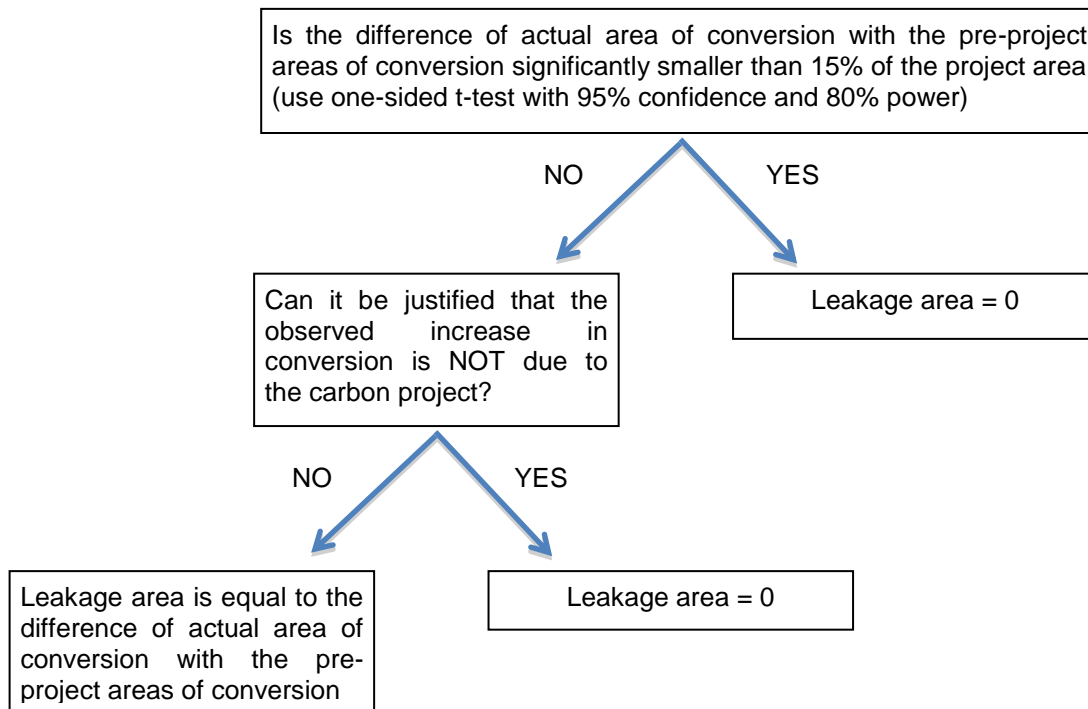 Is the difference of actual area of conversion with the pre-project
areas of conversion significantly smaller than 15% of the project area
(use one-sided t-test with 95% confidence and 80% power)
NO
YES
Can it be justified that the
observed increase in
conversion is NOT due to
the carbon project?
Leakage area = 0
NO
YES
Leakage area is equal to the
difference of actual area of
conversion with the pre-
project areas of conversion
Leakage area = 0